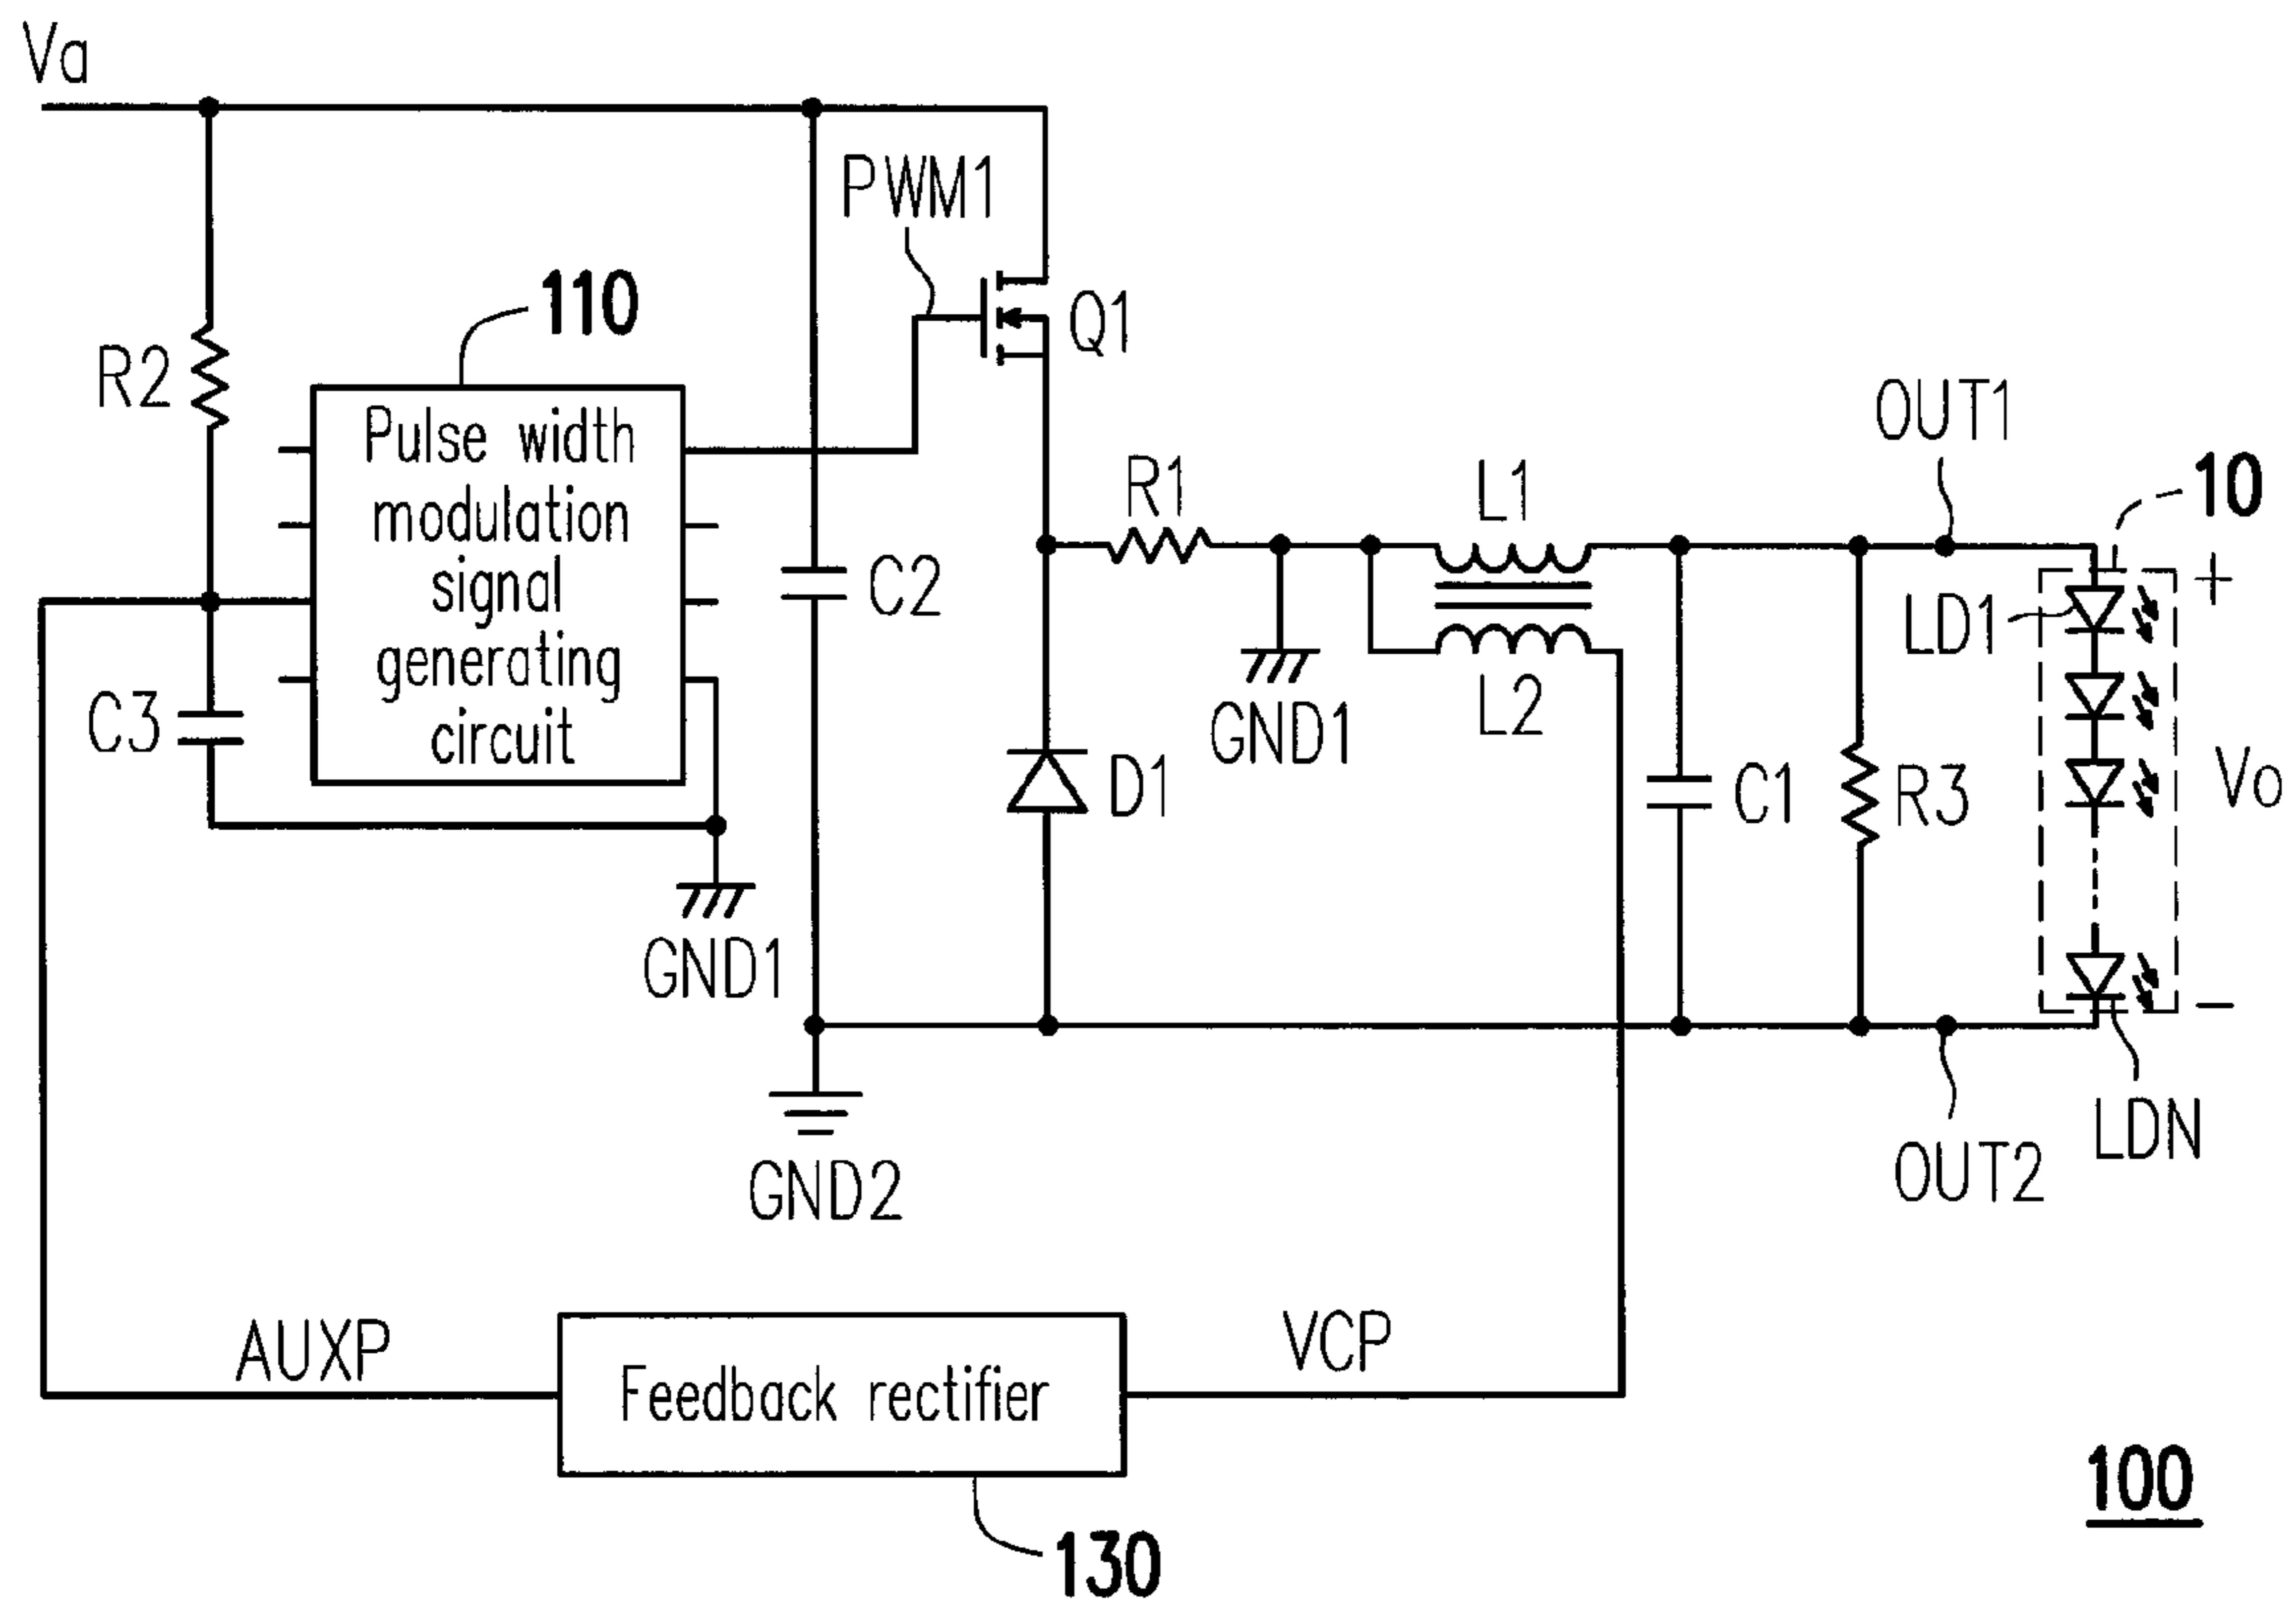 Va
PWM1
110
Q1
R2
Pulse width
modulation
signal
generating
circuit
OUT1
R1
L1
10
C2
+
LD1
C3
L2
GND1
D1
C1
R3
Vo
GND1
LDN
OUT2
GND2
AUXP
VCP
Feedback rectifier
100
130
−